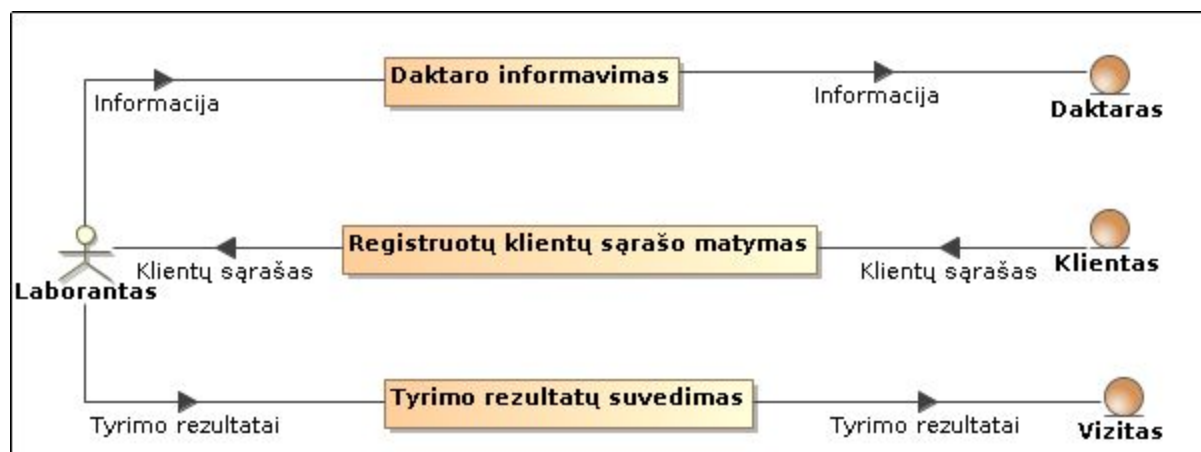 Daktaro informavimas
Informacija
Informacija
Daktaras
Registruotų klientų sąrašo matymas
Klientų sąrašas
Klientų sąrašas
Klientas
Laborantas
Tyrimo rezultatų suvedimas
Tyrimo rezultatai
Tyrimo rezultatai
Vizitas